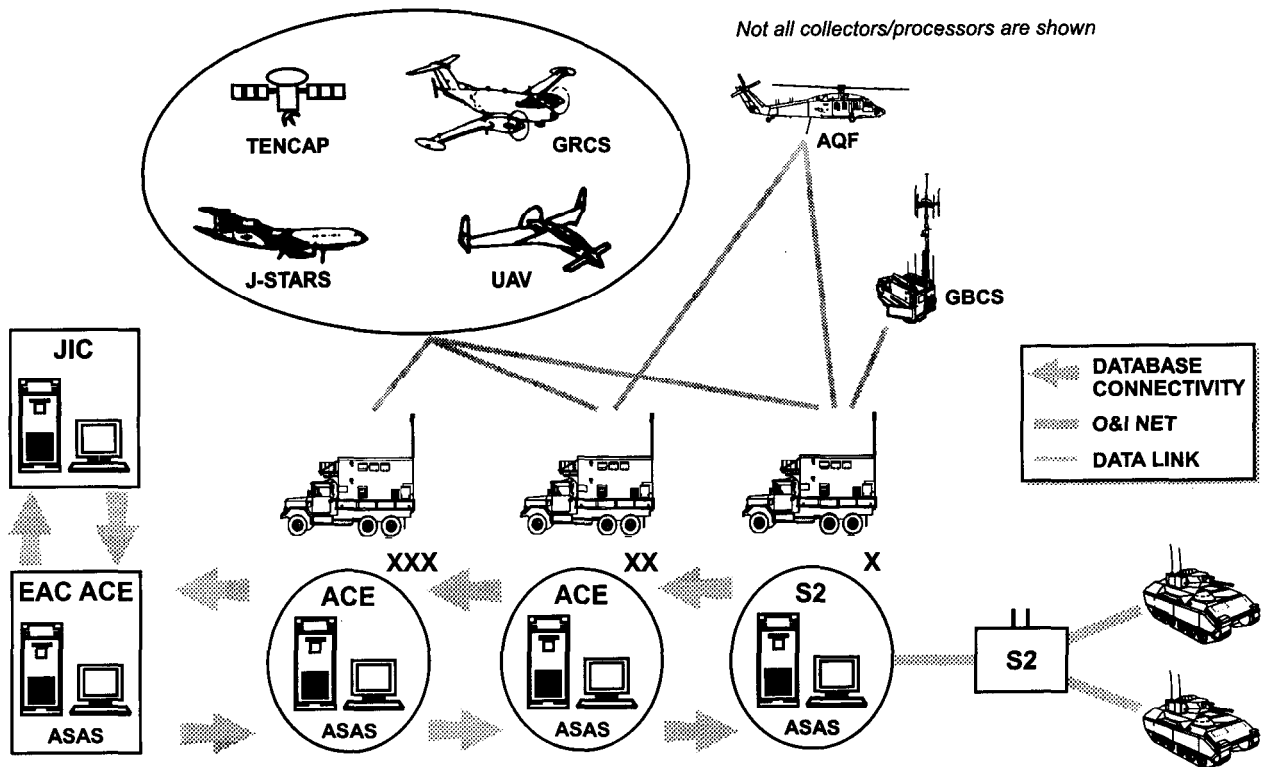 Not all collectors/processors are shown
TENCAP
GRCS
AQF
J-STARS
UAV
GBCS
JIC
DATABASE
CONNECTIVITY
O&I NET
DATA LINK
XXX
XX
X
EAC ACE
ACE
ACE
S2
S2
ASAS
ASAS
ASAS
ASAS